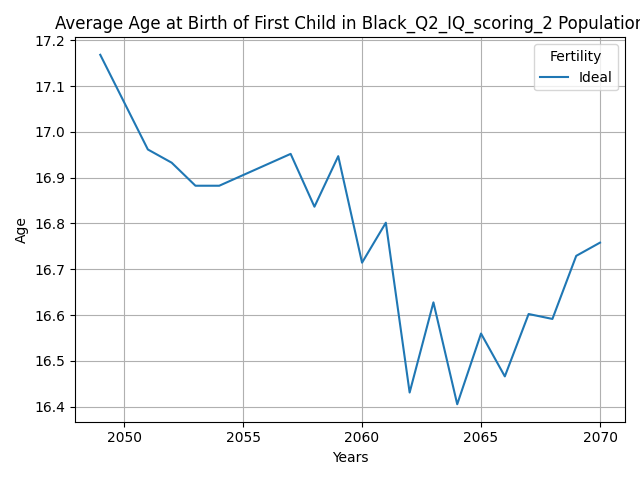 Average Age at Birth of First Child in Black_Q2_IQ_scoring_2 Population
17.2
17.1
17.0
16.9
16.8
16.7
16.6
16.5
16.4
Age
Fertility
Ideal
2050 2055 2060 2065 2070
Years